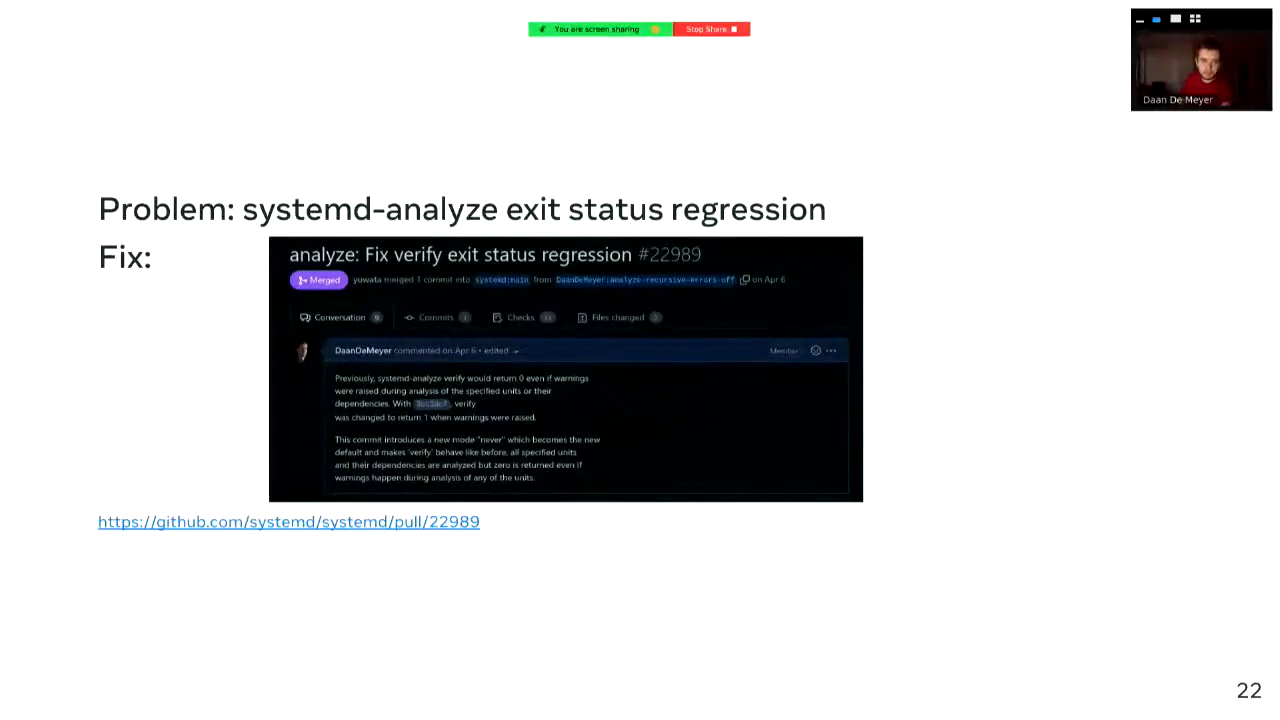 You are screen sharing
Stop Share
Daan De Meyer
Problem: systemd-analyze exit status regression
Fix:
analyze: Fix verify exit status regression #22989
Merged yuwata merged 1 commit into systemd:main from DaanDeMeyer:analyze-recursive-errors-off on Apr 6
Conversation 9 Commits 1 Checks Files changed
DaanDeMeyer commented on Apr 6 • edited Member
Previously, systemd-analyze verify would return 0 even if warnings
were raised during analysis of the specified units or their
dependencies. With , verify
was changed to return 1 when warnings were raised.
This commit introduces a new mode "never" which becomes the new
default and makes 'verify' behave like before, all specified units
and their dependencies are analyzed but zero is returned even if
warnings happen during analysis of any of the units.
https://github.com/systemd/systemd/pull/22989
22